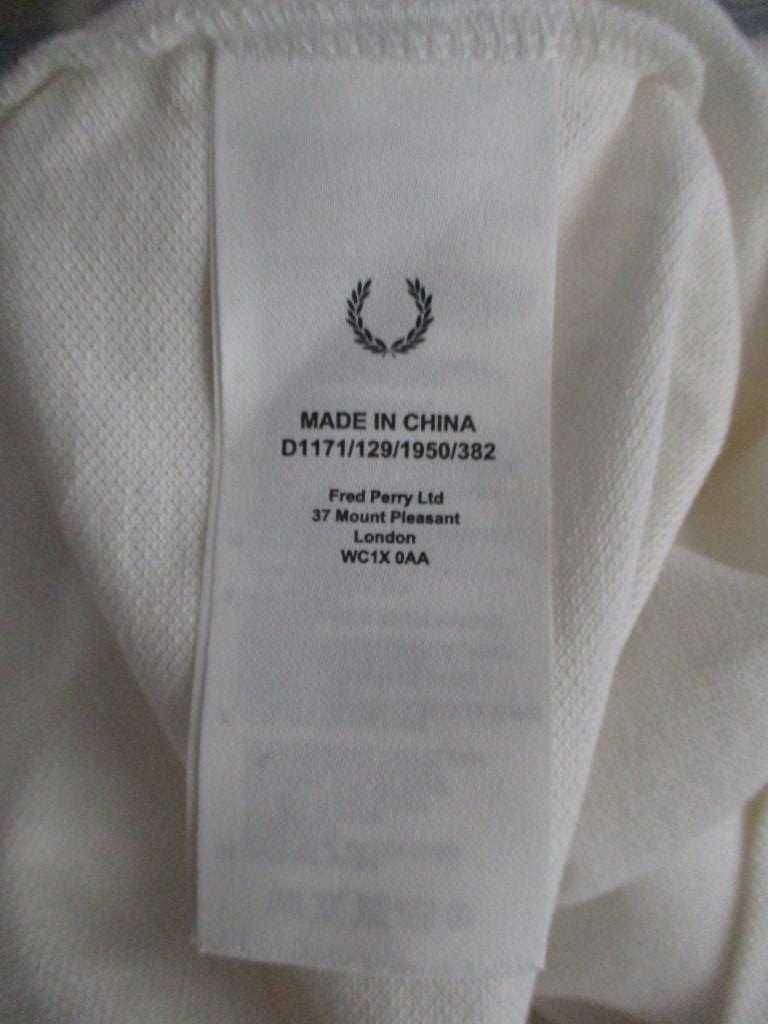 MADE IN CHINA
D1171/129/1950/382
Fred Perry Ltd
37 Mount Pleasant
London
WC1X 0AA